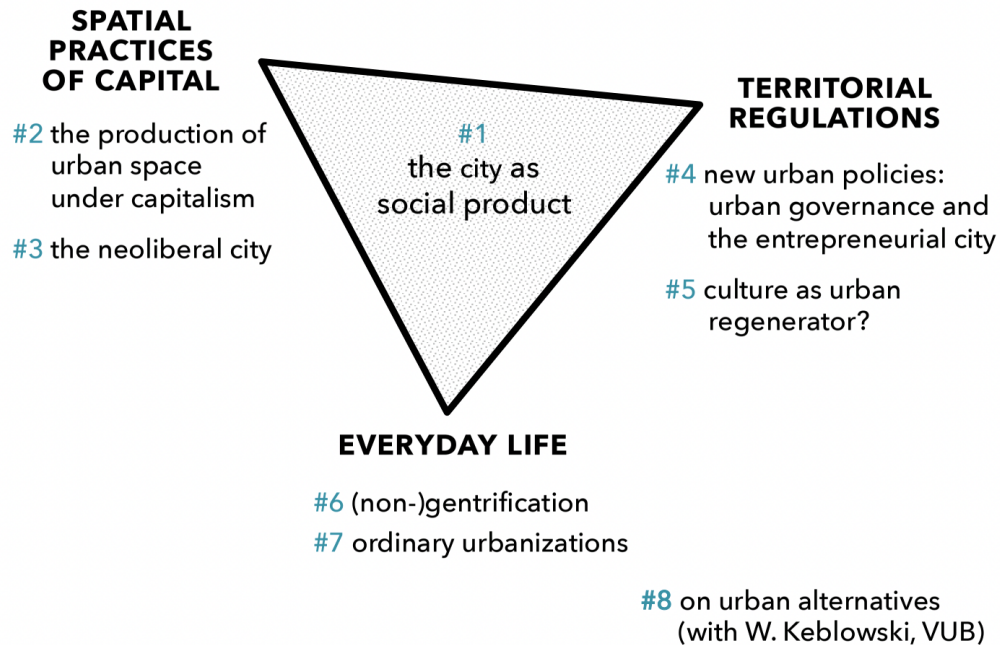 SPATIAL
PRACTICES
OF CAPITAL
#2 the production of
urban space
under capitalism
#3 the neoliberal city
#1
the city as
social product
TERRITORIAL
REGULATIONS
#4 new urban policies:
urban governance and
the entrepreneurial city
#5 culture as urban
regenerator?
EVERYDAY LIFE
#6 (non-)gentrification
#7 ordinary urbanizations
#8 on urban alternatives
(with W. Keblowski, VUB)